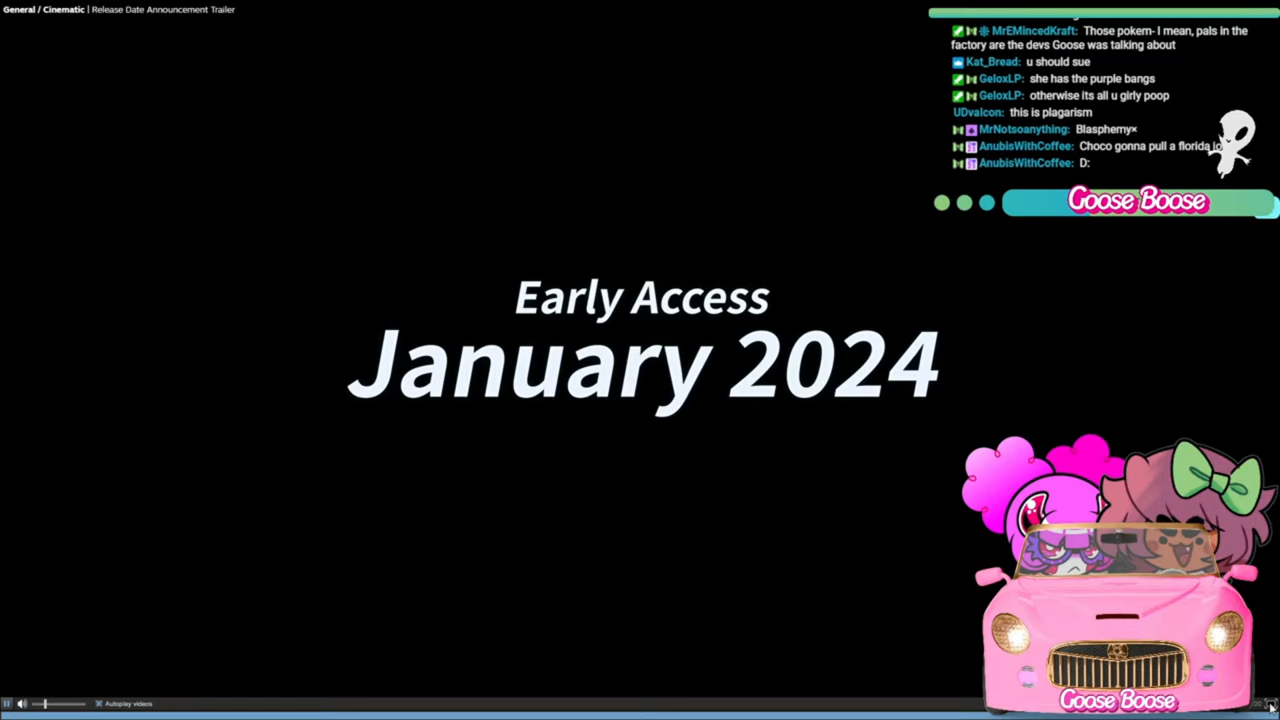 General / Cinematic | Release Date Announcement Trailer
MrEMincedKraft: Those pokem- I mean, pals in the
factory are the devs Goose was talking about
Kat_Bread: u should sue
GeloxLP: she has the purple bangs
GeloxLP: otherwise its all u girly poop
UDvalcon: this is plagarism
MrNotsoanything: Blasphemy×
AnubisWithCoffee: Choco gonna pull a florida
AnubisWithCoffee: D:
Goose Boose
Early Access
January 2024
Goose Boose
Autoplay videos